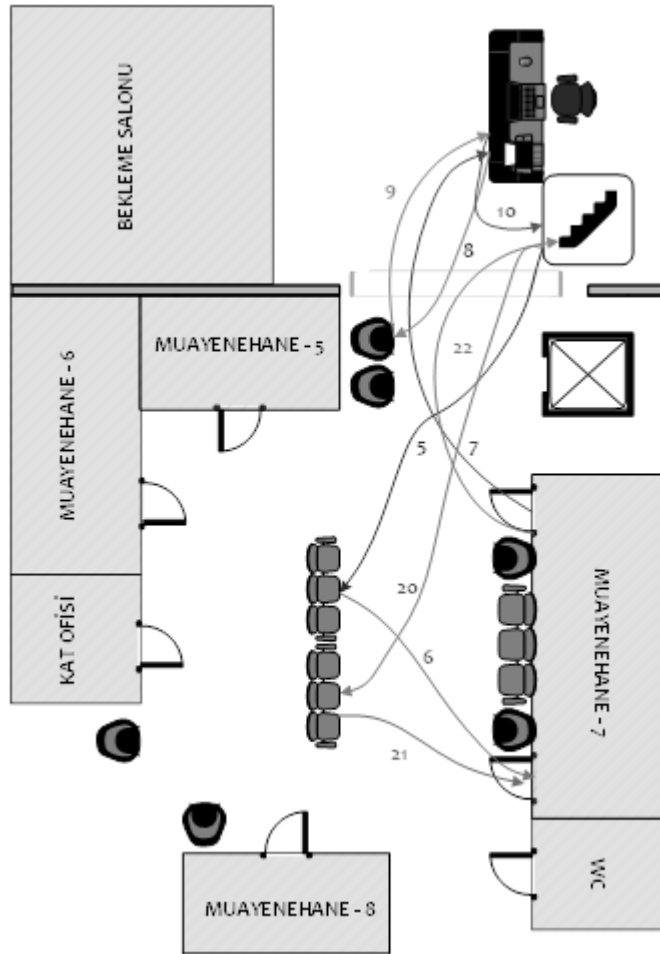 BEKLEME SALONU
9
10
8
MUAYENEHANE - 5
22
MUAYENEHANE - 6
5
7
KAT OFİSİ
20
6
MUAYENEHANE - 7
21
WC
MUAYENEHANE - 8